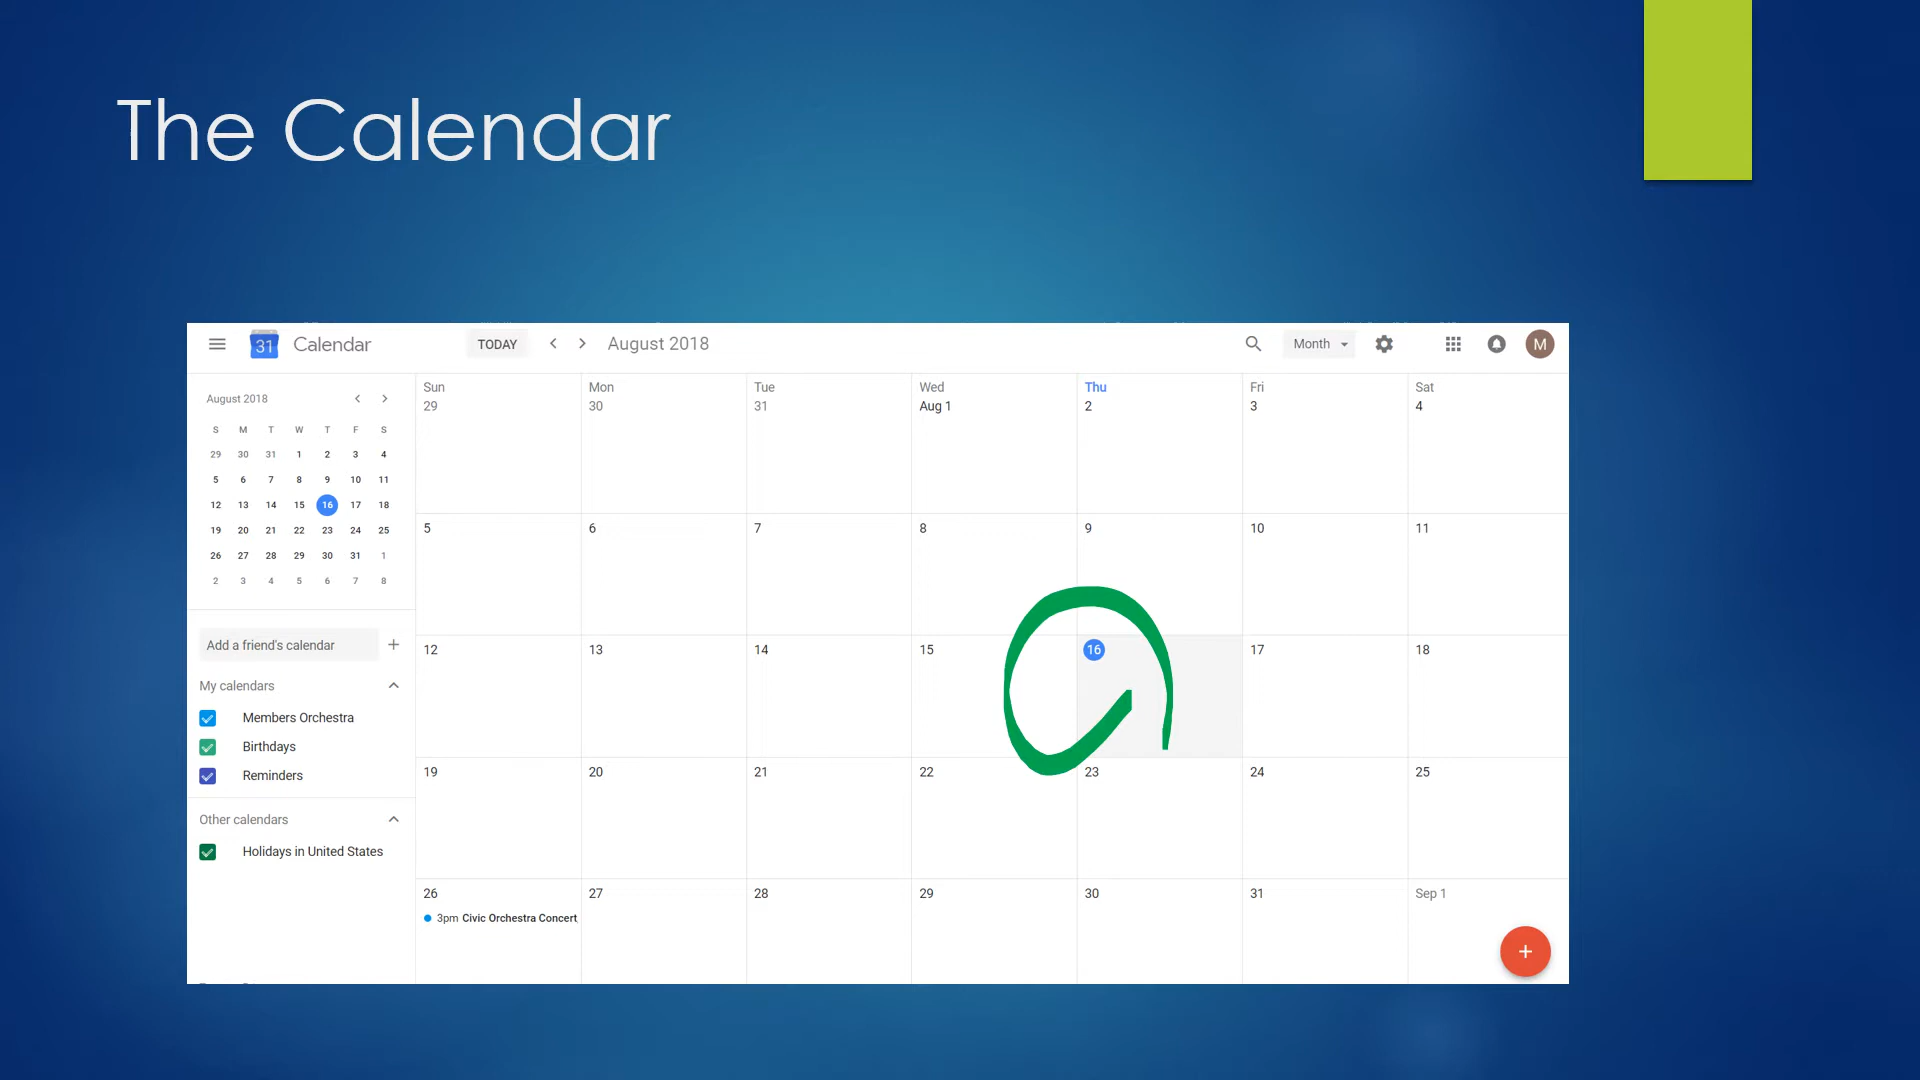 The Calendar
31 Calendar TODAY August 2018 Month M
August 2018
S M T W T F S
29 30 31 1 2 3 4
5 6 7 8 9 10 11
12 13 14 15 16 17 18
19 20 21 22 23 24 25
26 27 28 29 30 31 1
2 3 4 5 6 7 8
Add a friend's calendar +
My calendars
Members Orchestra
Birthdays
Reminders
Other calendars
Holidays in United States
Sun Mon Tue Wed Thu Fri Sat
29 30 31 Aug 1 2 3 4
5 6 7 8 9 10 11
12 13 14 15 16 17 18
19 20 21 22 23 24 25
26 27 28 29 30 31 Sep 1
3pm Civic Orchestra Concert
+